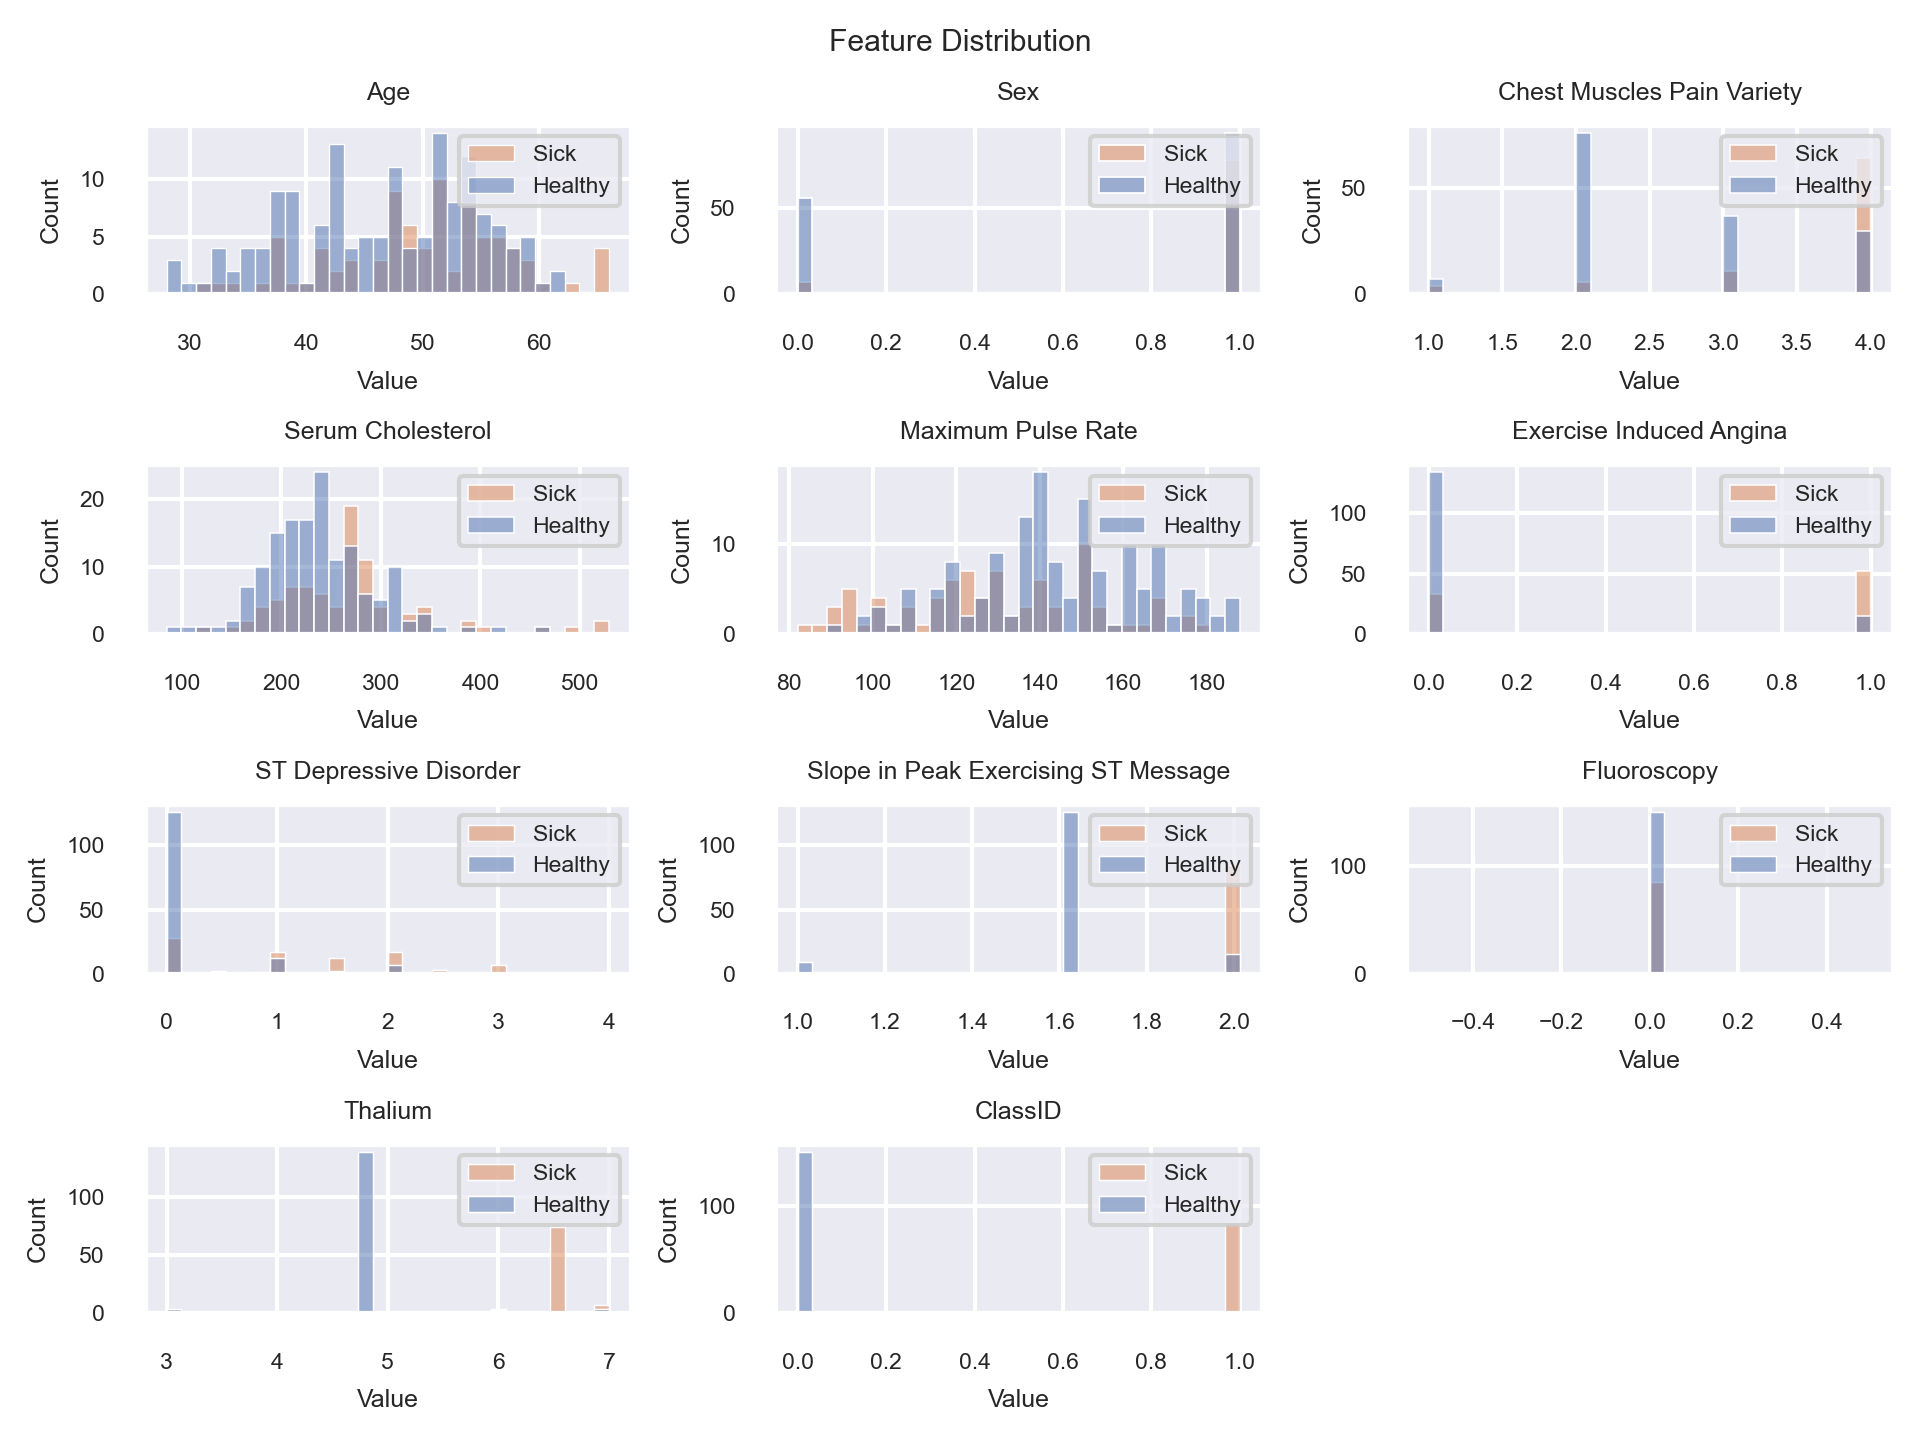 Feature Distribution
Age
Sick
Healthy
Count
10
5
0
30 40 50 60
Value
Sex
Sick
Healthy
Count
50
0
0.0 0.2 0.4 0.6 0.8 1.0
Value
Chest Muscles Pain Variety
Sick
Healthy
Count
50
0
1.0 1.5 2.0 2.5 3.0 3.5 4.0
Value
Serum Cholesterol
Sick
Healthy
Count
20
10
0
100 200 300 400 500
Value
Maximum Pulse Rate
Sick
Healthy
Count
10
0
80 100 120 140 160 180
Value
Exercise Induced Angina
Sick
Healthy
Count
100
50
0
0.0 0.2 0.4 0.6 0.8 1.0
Value
ST Depressive Disorder
Sick
Healthy
Count
100
50
0
0 1 2 3 4
Value
Slope in Peak Exercising ST Message
Sick
Healthy
Count
100
50
0
1.0 1.2 1.4 1.6 1.8 2.0
Value
Fluoroscopy
Sick
Healthy
Count
100
0
−0.4 −0.2 0.0 0.2 0.4
Value
Thalium
Sick
Healthy
Count
100
50
0
3 4 5 6 7
Value
ClassID
Sick
Healthy
Count
100
0
0.0 0.2 0.4 0.6 0.8 1.0
Value